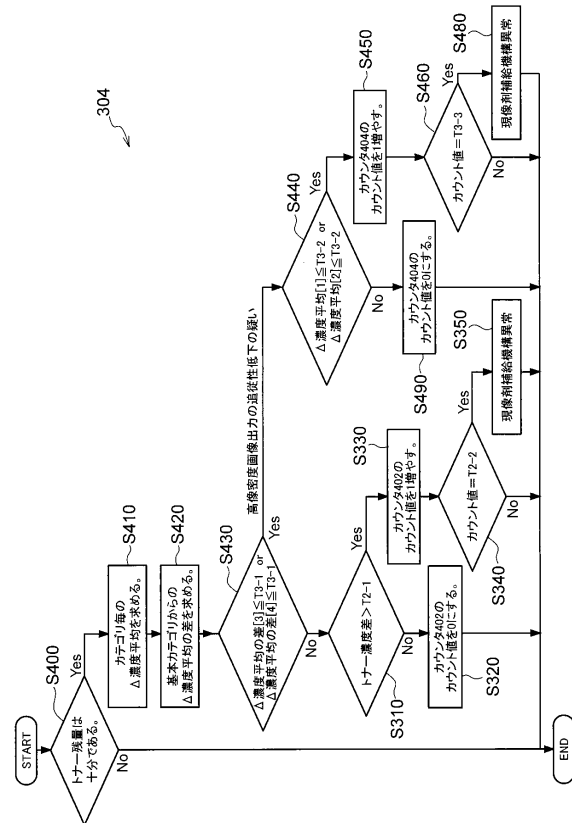 304
START
S400
トナー残量は
十分である。
Yes
No
S410
カテゴリ毎の
Δ濃度平均を求める。
S420
基本カテゴリからの
Δ濃度平均の差を求める。
S430
Δ濃度平均の差[3]≦T3-1 or
Δ濃度平均の差[4]≦T3-1
Yes
高像密度画像出力の追従性低下の疑い
No
S310
トナー濃度差>T2-1
Yes
No
S320
カウンタ402の
カウント値を0にする。
S330
カウンタ402の
カウント値を1増やす。
S340
カウント値=T2-2
Yes
No
S350
現像剤補給機構異常
S440
Δ濃度平均[1]≦T3-2 or
Δ濃度平均[2]≦T3-2
Yes
No
S490
カウンタ404の
カウント値を0にする。
S450
カウンタ404の
カウント値を1増やす。
S460
カウント値=T3-3
Yes
No
S480
現像剤補給機構異常
END